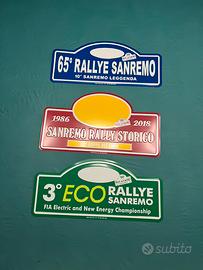 65° RALLYE SANREMO
10° SANREMO LEGGENDA
1986 2018
SANREMO RALLY STORICO
3° ECO RALLYE
SANREMO
FIA Electric and New Energy Championship
subito